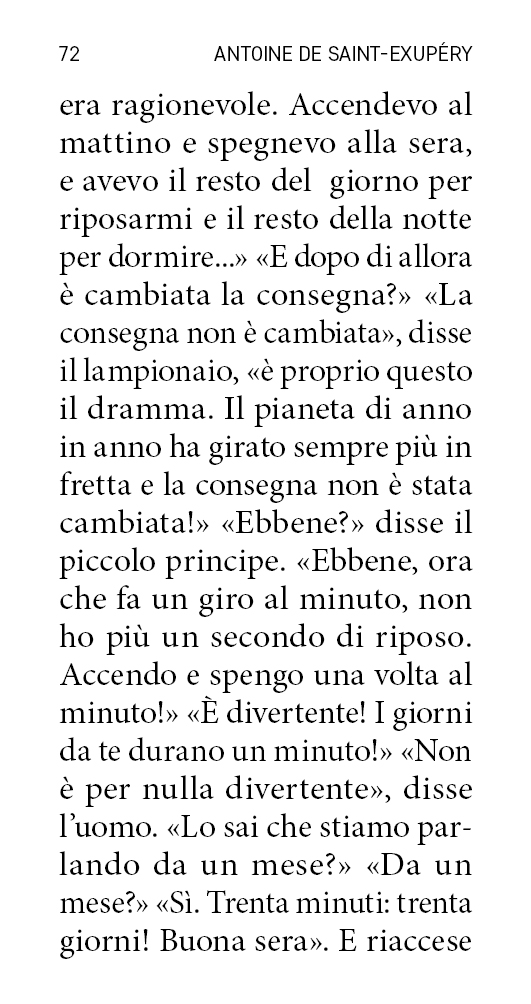 72 ANTOINE DE SAINT-EXUPÉRY
era ragionevole. Accendevo al
mattino e spegnevo alla sera,
e avevo il resto del giorno per
riposarmi e il resto della notte
per dormire...» «E dopo di allora
è cambiata la consegna?» «La
consegna non è cambiata», disse
il lampionaio, «è proprio questo
il dramma. Il pianeta di anno
in anno ha girato sempre più in
fretta e la consegna non è stata
cambiata!» «Ebbene?» disse il
piccolo principe. «Ebbene, ora
che fa un giro al minuto, non
ho più un secondo di riposo.
Accendo e spengo una volta al
minuto!» «È divertente! I giorni
da te durano un minuto!» «Non
è per nulla divertente», disse
l’uomo. «Lo sai che stiamo par-
lando da un mese?» «Da un
mese?» «Sì. Trenta minuti: trenta
giorni! Buona sera». E riaccese